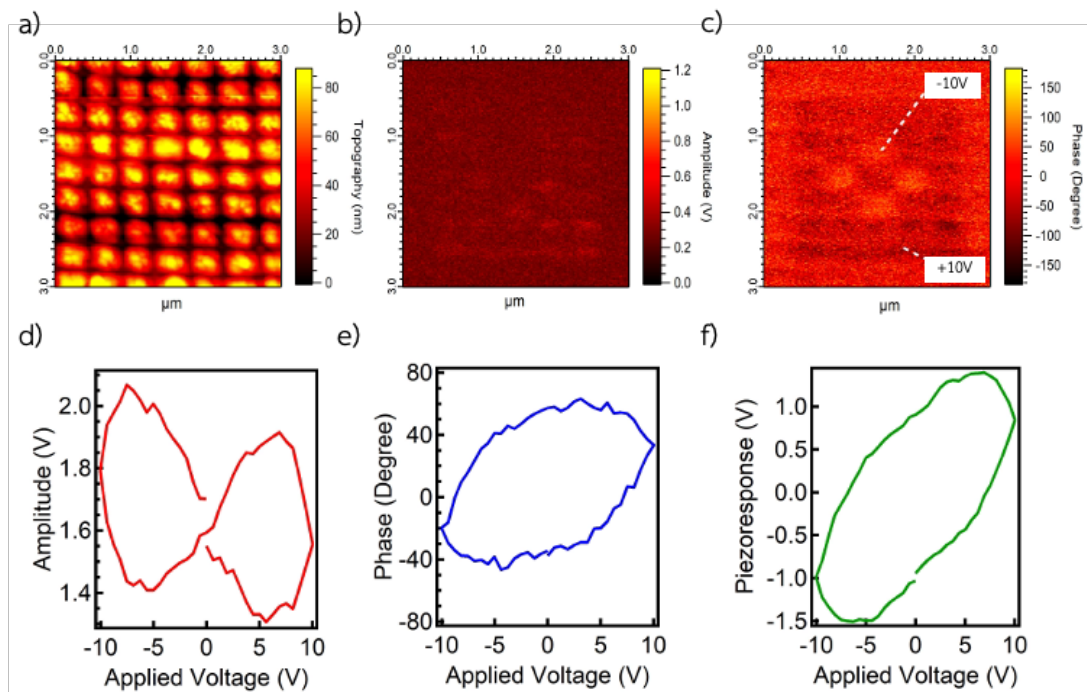 a)
b)
c)
0.0 1.0 2.0 3.0
0.0 1.0 2.0 3.0
0.0 1.0 2.0 3.0
0.0
1.0
2.0
3.0
µm
80
60
40
20
0
Topography (nm)
0.0
1.0
2.0
3.0
µm
1.2
1.0
0.8
0.6
0.4
0.2
0.0
Amplitude (V)
0.0
1.0
2.0
3.0
µm
-10V
+10V
150
100
50
0
-50
-100
-150
Phase (Degree)
d)
e)
f)
Amplitude (V)
2.0
1.8
1.6
1.4
-10 -5 0 5 10
Applied Voltage (V)
Phase (Degree)
80
40
0
-40
-80
-10 -5 0 5 10
Applied Voltage (V)
Piezoresponse (V)
1.0
0.5
0.0
-0.5
-1.0
-1.5
-10 -5 0 5 10
Applied Voltage (V)